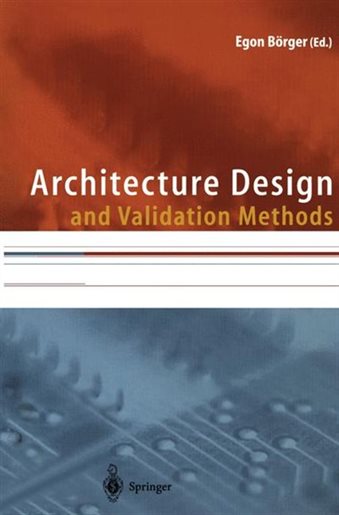 Egon Börger (Ed.)
Architecture Design
and Validation Methods
Springer